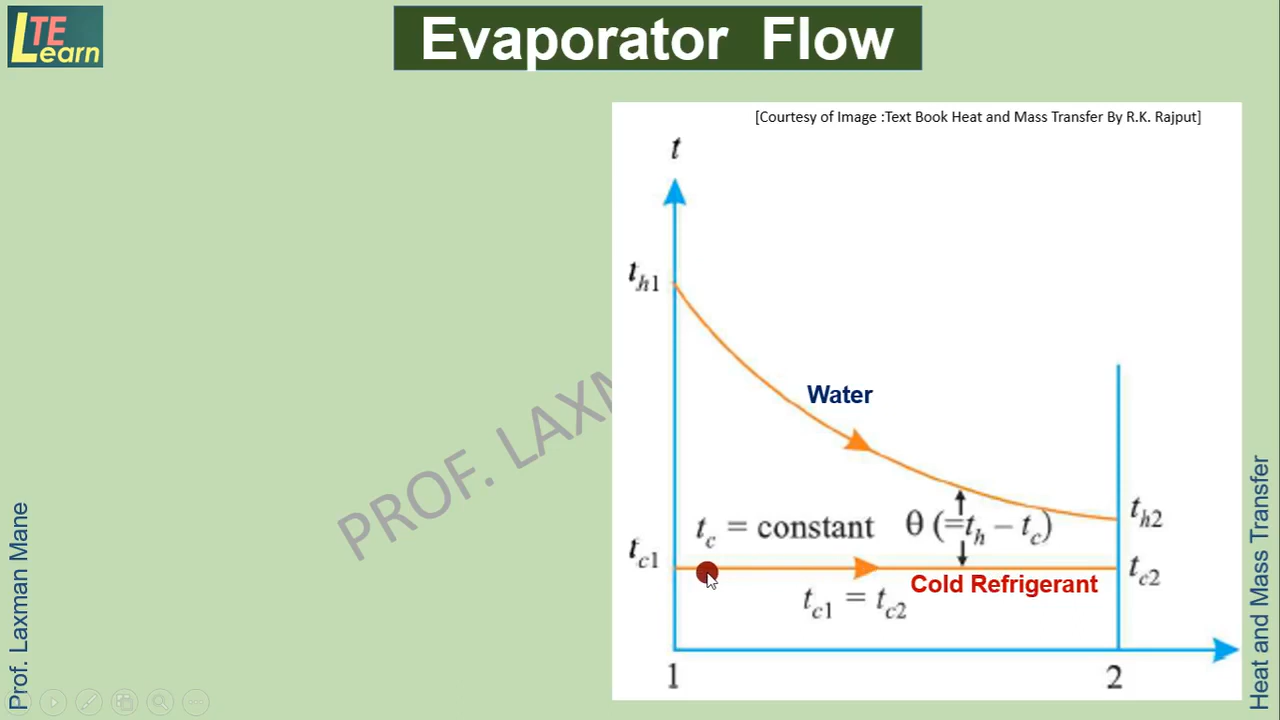 LTE
Learn
Evaporator Flow
[Courtesy of Image :Text Book Heat and Mass Transfer By R.K. Rajput]
t
th1
Water
th2
tc = constant
θ (=th – tc)
tc1
tc2
Cold Refrigerant
tc1 = tc2
1
2
PROF. LAXM
Prof. Laxman Mane
Heat and Mass Transfer